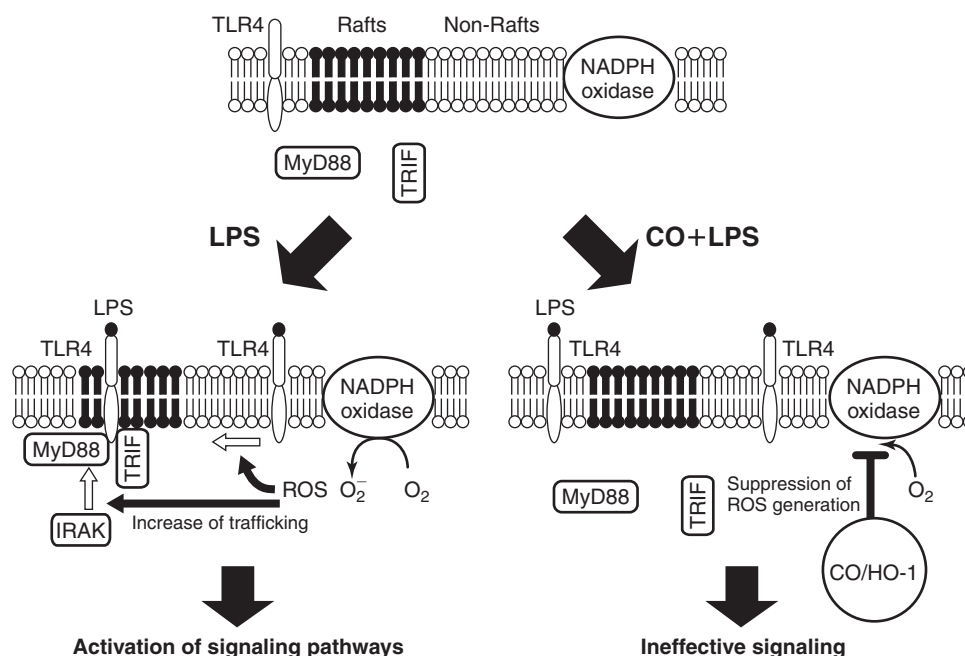 TLR4
Rafts
Non-Rafts
NADPH
oxidase
MyD88
TRIF
LPS
CO+LPS
LPS
TLR4
TLR4
NADPH
oxidase
MyD88
TRIF
ROS
O₂⁻
O₂
Increase of trafficking
IRAK
Activation of signaling pathways
LPS
TLR4
TLR4
NADPH
oxidase
MyD88
TRIF
Suppression of
ROS generation
O₂
CO/HO-1
Ineffective signaling